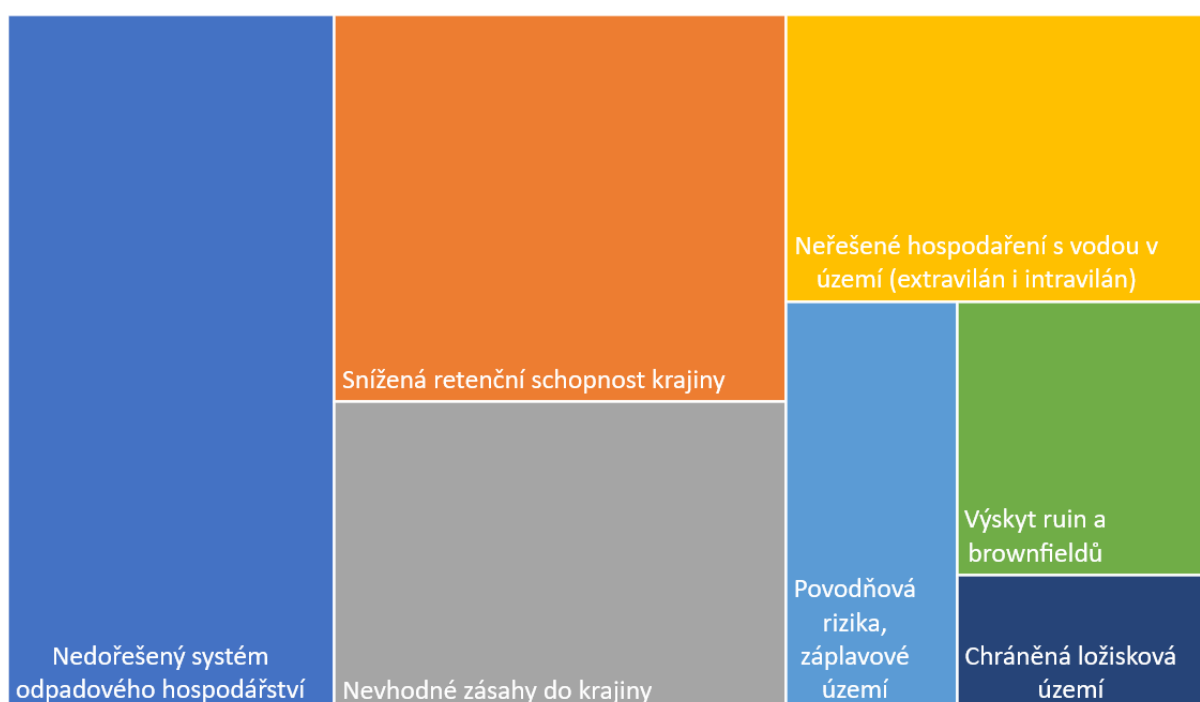 Nedořešený systém
odpadového hospodářství
Snížená retenční schopnost krajiny
Nevhodné zásahy do krajiny
Neřešené hospodaření s vodou v
území (extravilán i intravilán)
Povodňová
rizika,
záplavové
území
Výskyt ruin a
brownfieldů
Chráněná ložisková
území